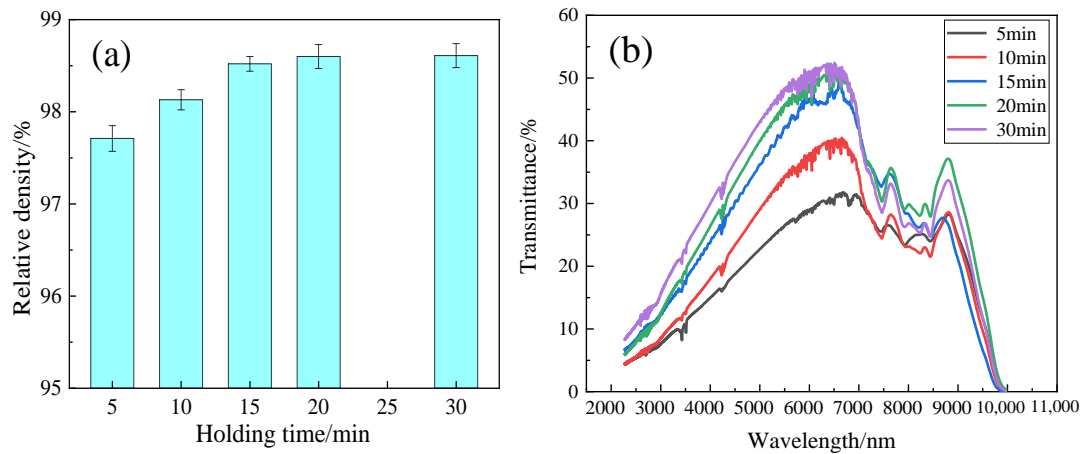 (a)
Relative density/%
99
98
97
96
95
5
10
15
20
25
30
Holding time/min
(b)
Transmittance/%
60
50
40
30
20
10
0
2000
3000
4000
5000
6000
7000
8000
9000
10,000
11,000
Wavelength/nm
5min
10min
15min
20min
30min